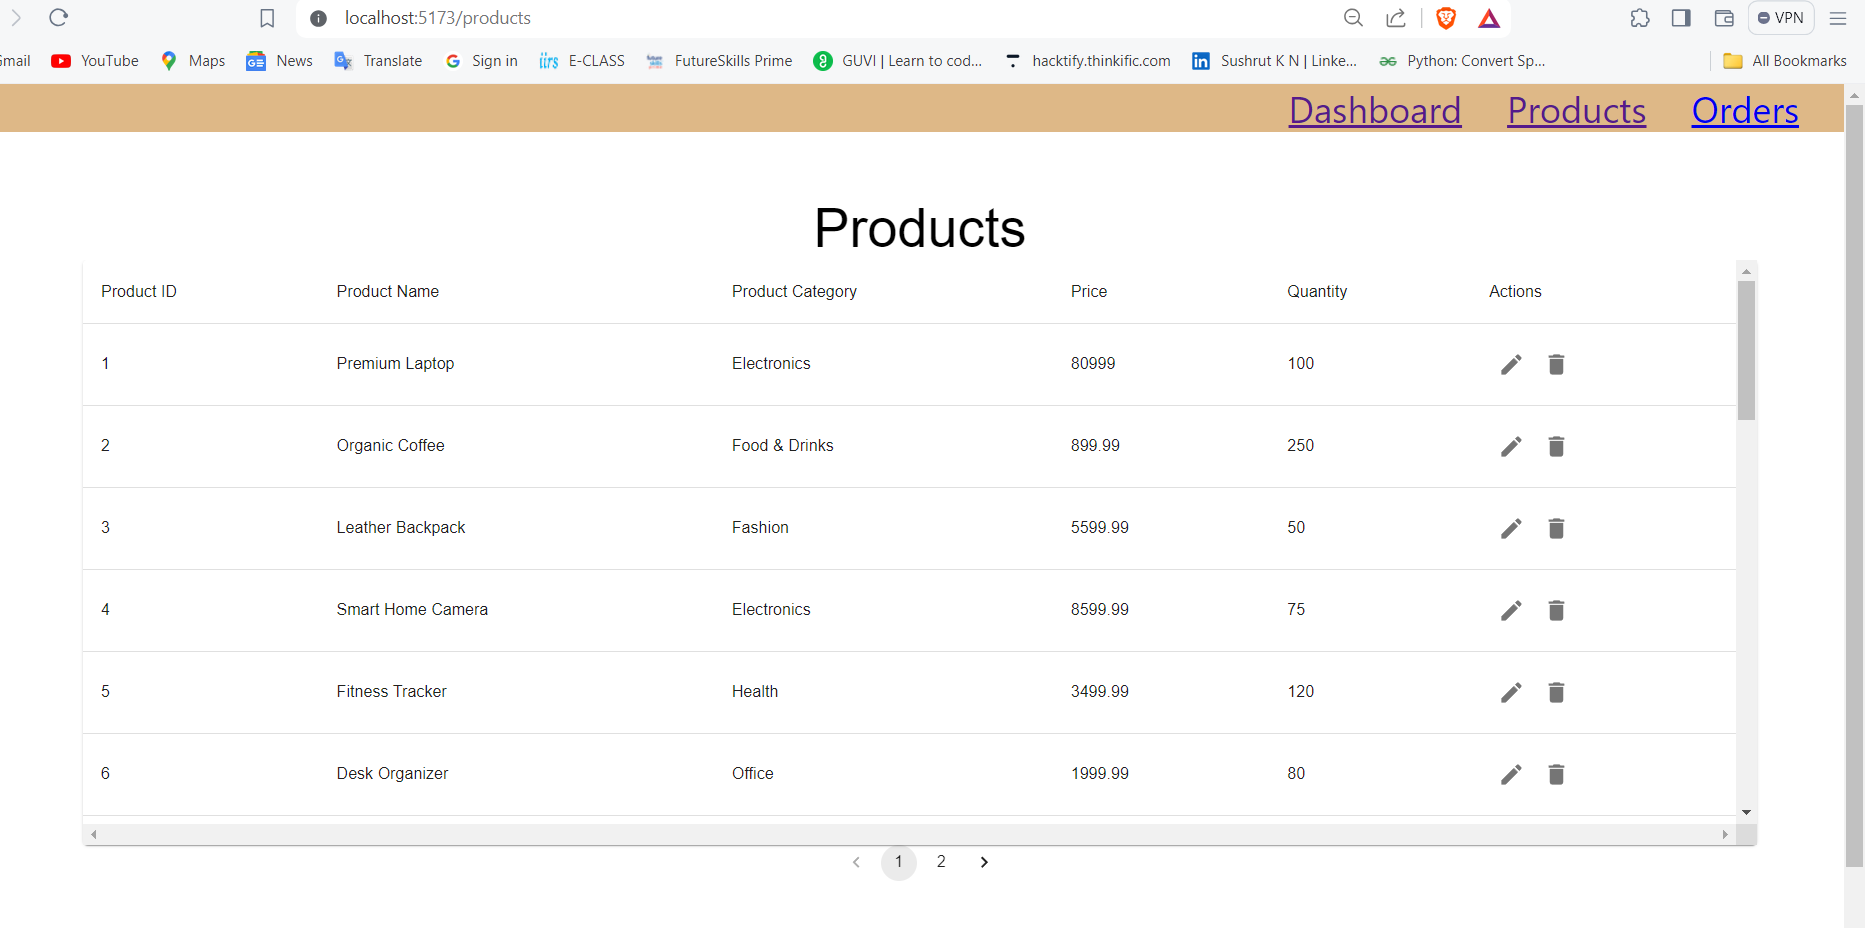 localhost:5173/products
VPN
YouTube Maps News Translate Sign in E-CLASS FutureSkills Prime GUVI | Learn to cod... hacktify.thinkific.com Sushrut K N | Linke... Python: Convert Sp... All Bookmarks
Dashboard Products Orders
Products
Product ID Product Name Product Category Price Quantity Actions
1 Premium Laptop Electronics 80999 100
2 Organic Coffee Food & Drinks 899.99 250
3 Leather Backpack Fashion 5599.99 50
4 Smart Home Camera Electronics 8599.99 75
5 Fitness Tracker Health 3499.99 120
6 Desk Organizer Office 1999.99 80
1 2